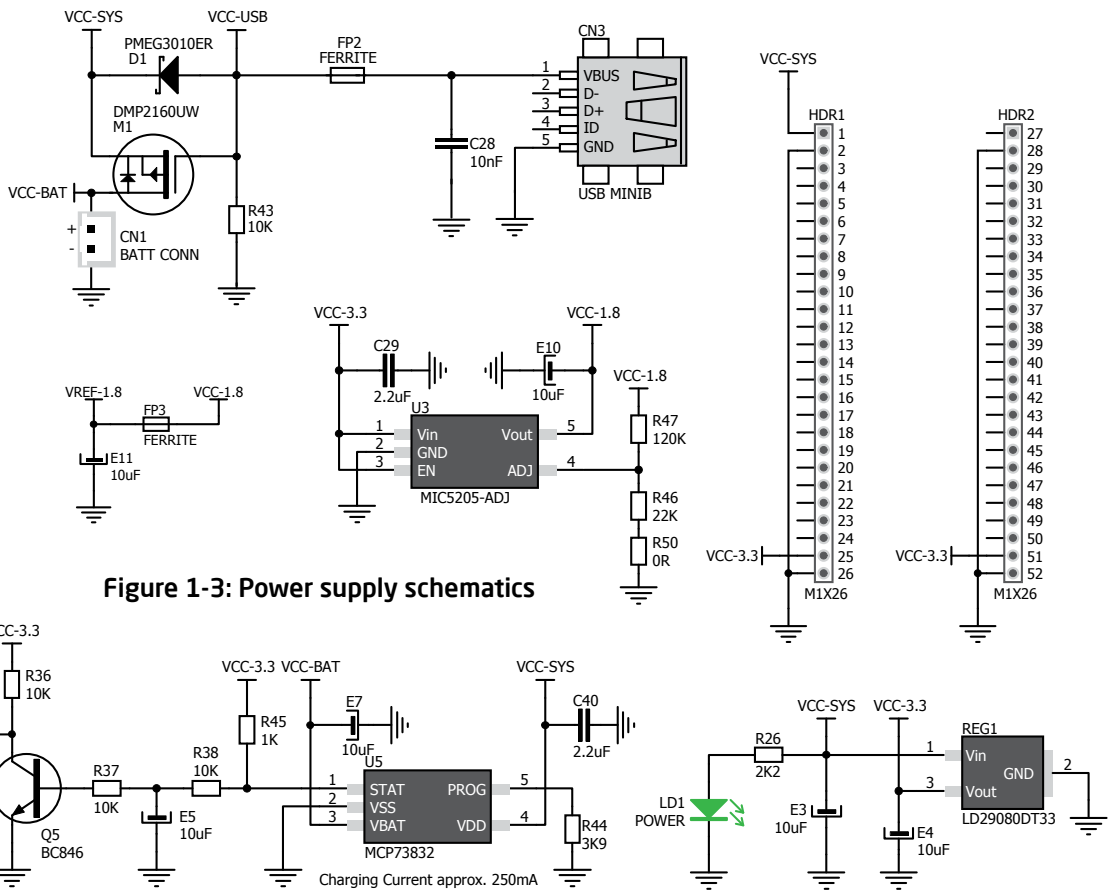 VCC-SYS VCC-USB
PMEG3010ER
D1
FP2
FERRITE
DMP2160UW
M1
VCC-BAT
+
-
CN1
BATT CONN
R43
10K
C28
10nF
CN3
1 VBUS
2 D-
3 D+
4 ID
5 GND
USB MINIB
VCC-SYS
HDR1
1
2
3
4
5
6
7
8
9
10
11
12
13
14
15
16
17
18
19
20
21
22
23
24
VCC-3.3 25
26
M1X26
HDR2
27
28
29
30
31
32
33
34
35
36
37
38
39
40
41
42
43
44
45
46
47
48
49
50
VCC-3.3 51
52
M1X26
VREF-1.8 VCC-1.8
FP3
FERRITE
E11
10uF
VCC-3.3 VCC-1.8
C29
2.2uF
E10
10uF
U3
1 Vin Vout 5
2 GND
3 EN ADJ 4
MIC5205-ADJ
VCC-1.8
R47
120K
R46
22K
R50
0R
Figure 1-3: Power supply schematics
CC-3.3
R36
10K
Q5
BC846
R37
10K
E5
10uF
R38
10K
VCC-3.3 VCC-BAT
R45
1K
E7
10uF
U5
1 STAT PROG 5
2 VSS
3 VBAT VDD 4
MCP73832
VCC-SYS
C40
2.2uF
R44
3K9
Charging Current approx. 250mA
VCC-SYS VCC-3.3
R26
2K2
LD1
POWER
E3
10uF
E4
10uF
REG1
1 Vin
GND 2
3 Vout
LD29080DT33